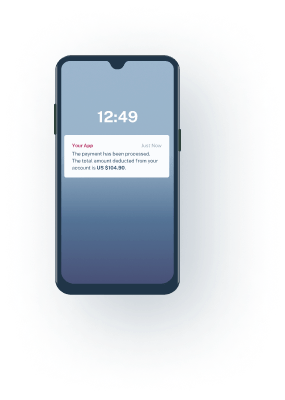 12:49
Your App Just Now
The payment has been processed.
The total amount deducted from your
account is US $104.90.